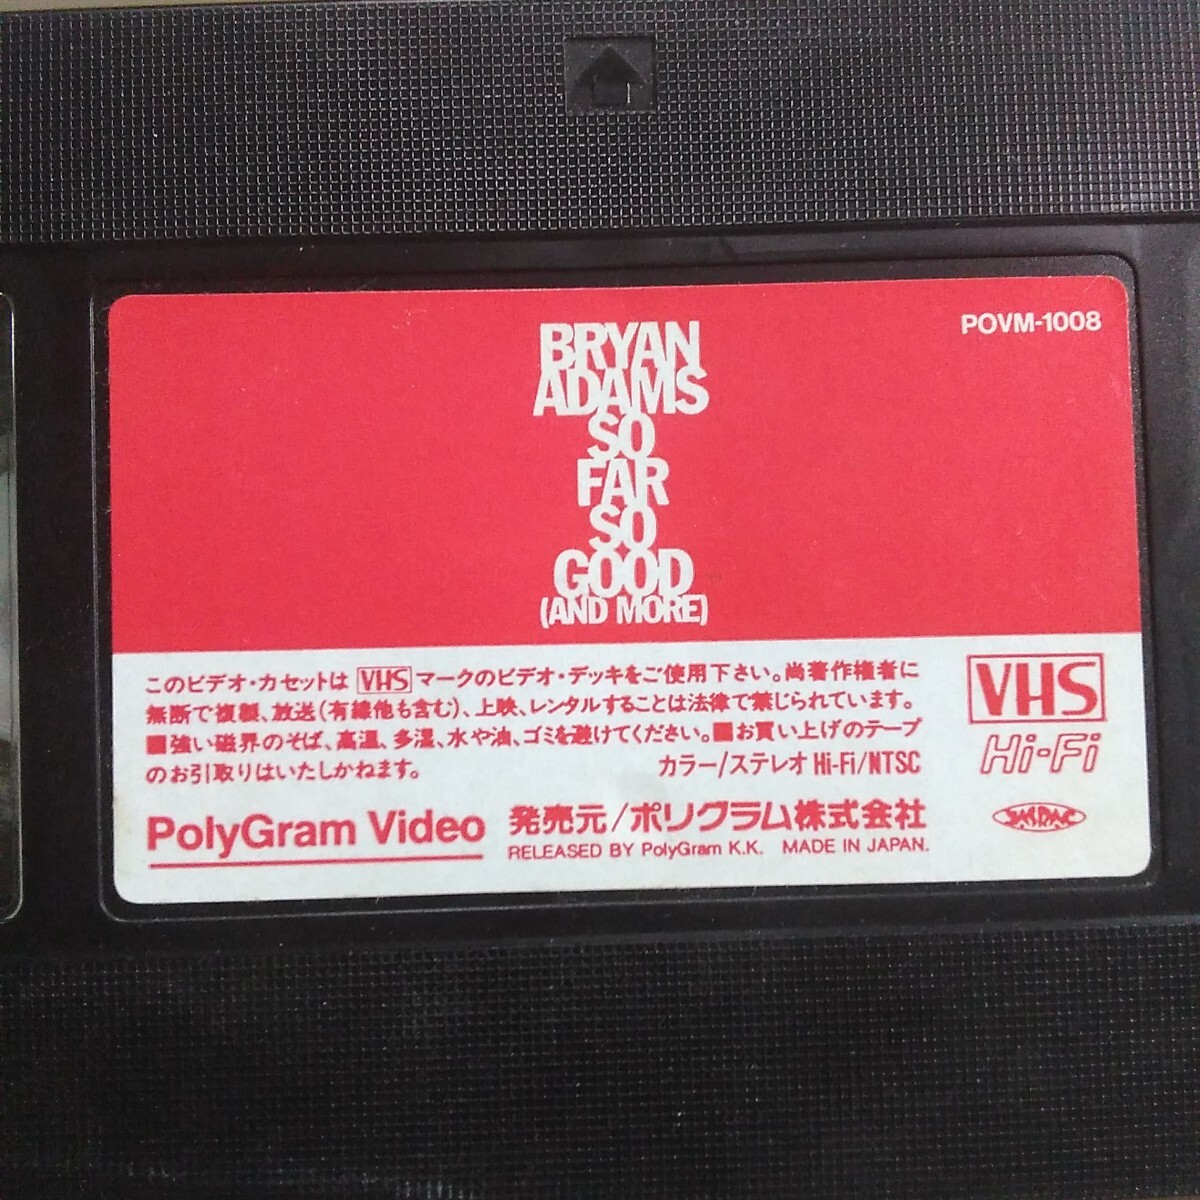 POVM-1008
BRYAN
ADAMS
SO
FAR
SO
GOOD
(AND MORE)
このビデオ・カセットは VHS マークのビデオ・デッキをご使用下さい。尚著作権者に
無断で複製、放送(有線他も含む)、上映、レンタルすることは法律で禁じられています。
■強い磁界のそば、高温、多湿、水や油、ゴミを避けてください。■お買い上げのテープ
のお引取りはいたしかねます。
カラー/ステレオ Hi-Fi/NTSC
VHS
Hi-Fi
PolyGram Video
発売元/ポリグラム株式会社
RELEASED BY PolyGram K.K. MADE IN JAPAN.